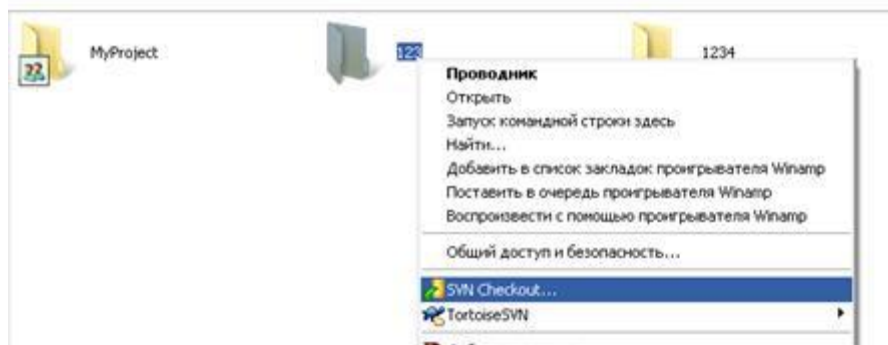 MyProject
123
1234
Проводник
Открыть
Запуск командной строки здесь
Найти...
Добавить в список закладок проигрывателя Winamp
Поставить в очередь проигрывателя Winamp
Воспроизвести с помощью проигрывателя Winamp
Общий доступ и безопасность...
SVN Checkout...
TortoiseSVN